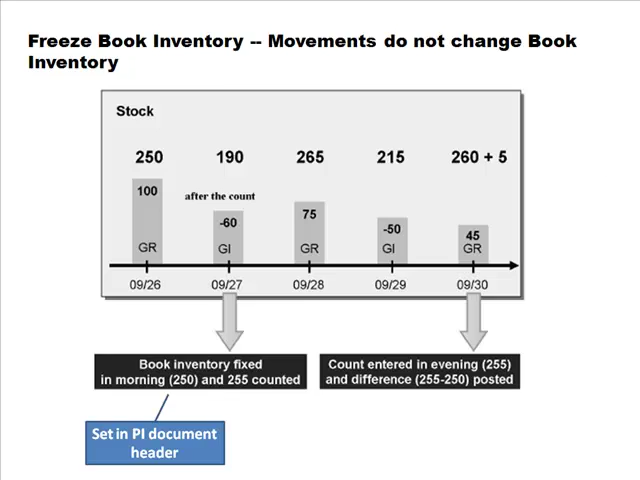 Freeze Book Inventory -- Movements do not change Book
Inventory
Stock
250 190 265 215 260 + 5
100 after the count -60 75 -50 45
GR GI GR GI GR
09/26 09/27 09/28 09/29 09/30
Book inventory fixed
in morning (250) and 255 counted
Count entered in evening (255)
and difference (255-250) posted
Set in PI document
header